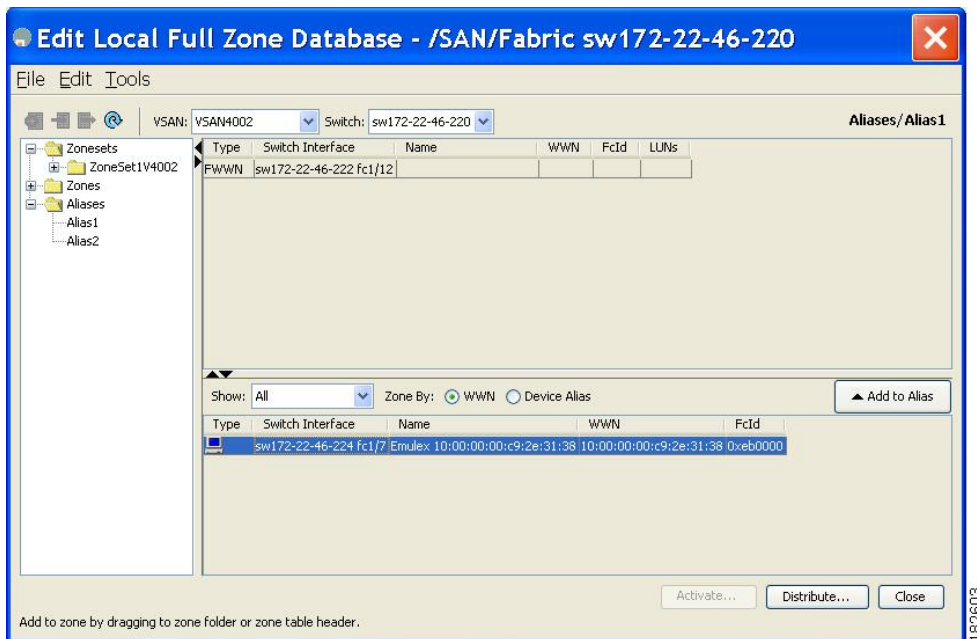 Edit Local Full Zone Database - /SAN/Fabric sw172-22-46-220
File Edit Tools
VSAN: VSAN4002 Switch: sw172-22-46-220 Aliases/Alias1
Zonesets
ZoneSet1V4002
Zones
Aliases
Alias1
Alias2
Type Switch Interface Name WWN FcId LUNs
FWWN sw172-22-46-222 fc1/12
Show: All Zone By: WWN Device Alias Add to Alias
Type Switch Interface Name WWN FcId
sw172-22-46-224 fc1/7 Emulex 10:00:00:00:c9:2e:31:38 10:00:00:00:c9:2e:31:38 0xeb0000
Activate... Distribute... Close
Add to zone by dragging to zone folder or zone table header.
182603